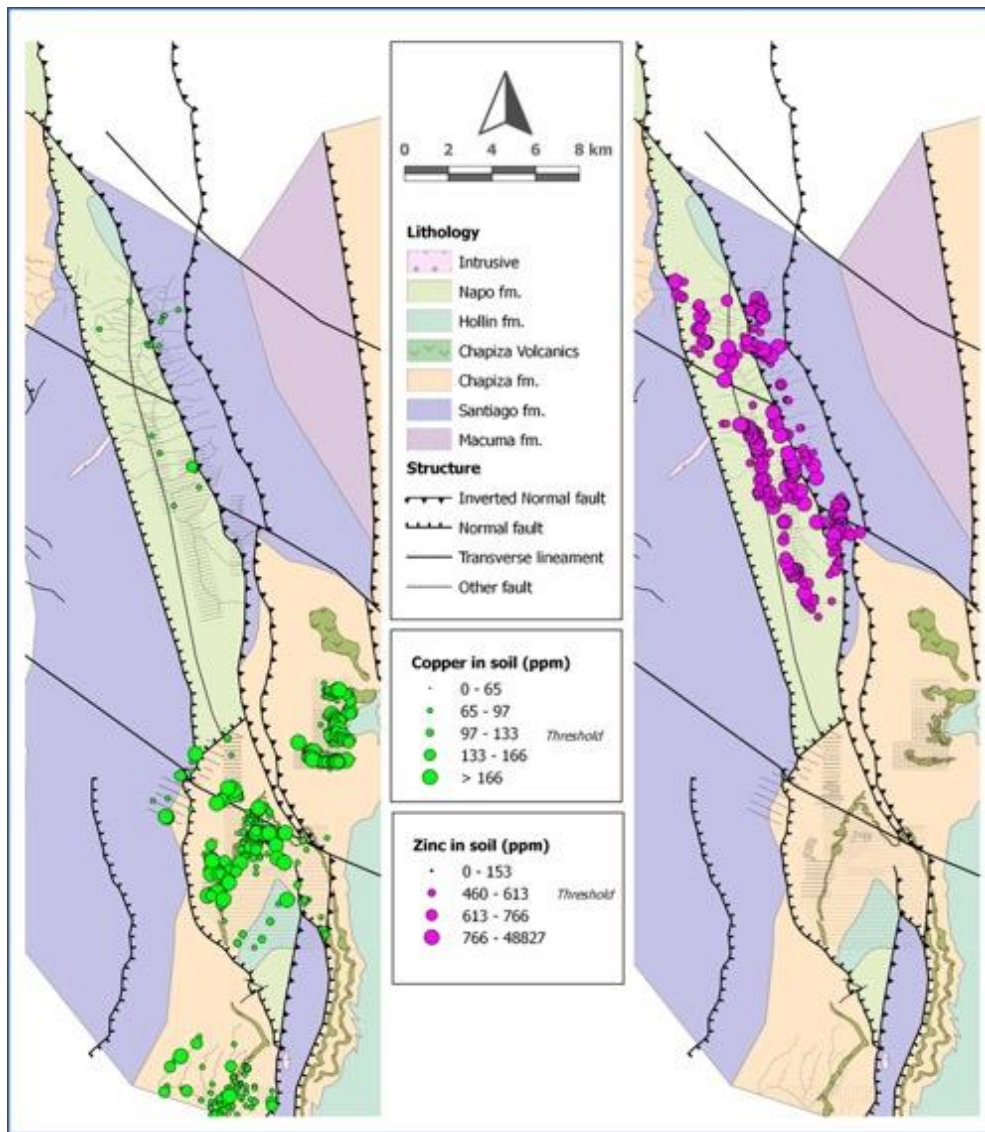 0 2 4 6 8 km
Lithology
Intrusive
Napo fm.
Hollin fm.
Chapiza Volcanics
Chapiza fm.
Santiago fm.
Macuma fm.
Structure
Inverted Normal fault
Normal fault
Transverse lineament
Other fault
Copper in soil (ppm)
0 - 65
65 - 97
97 - 133 Threshold
133 - 166
> 166
Zinc in soil (ppm)
0 - 153
460 - 613 Threshold
613 - 766
766 - 48827